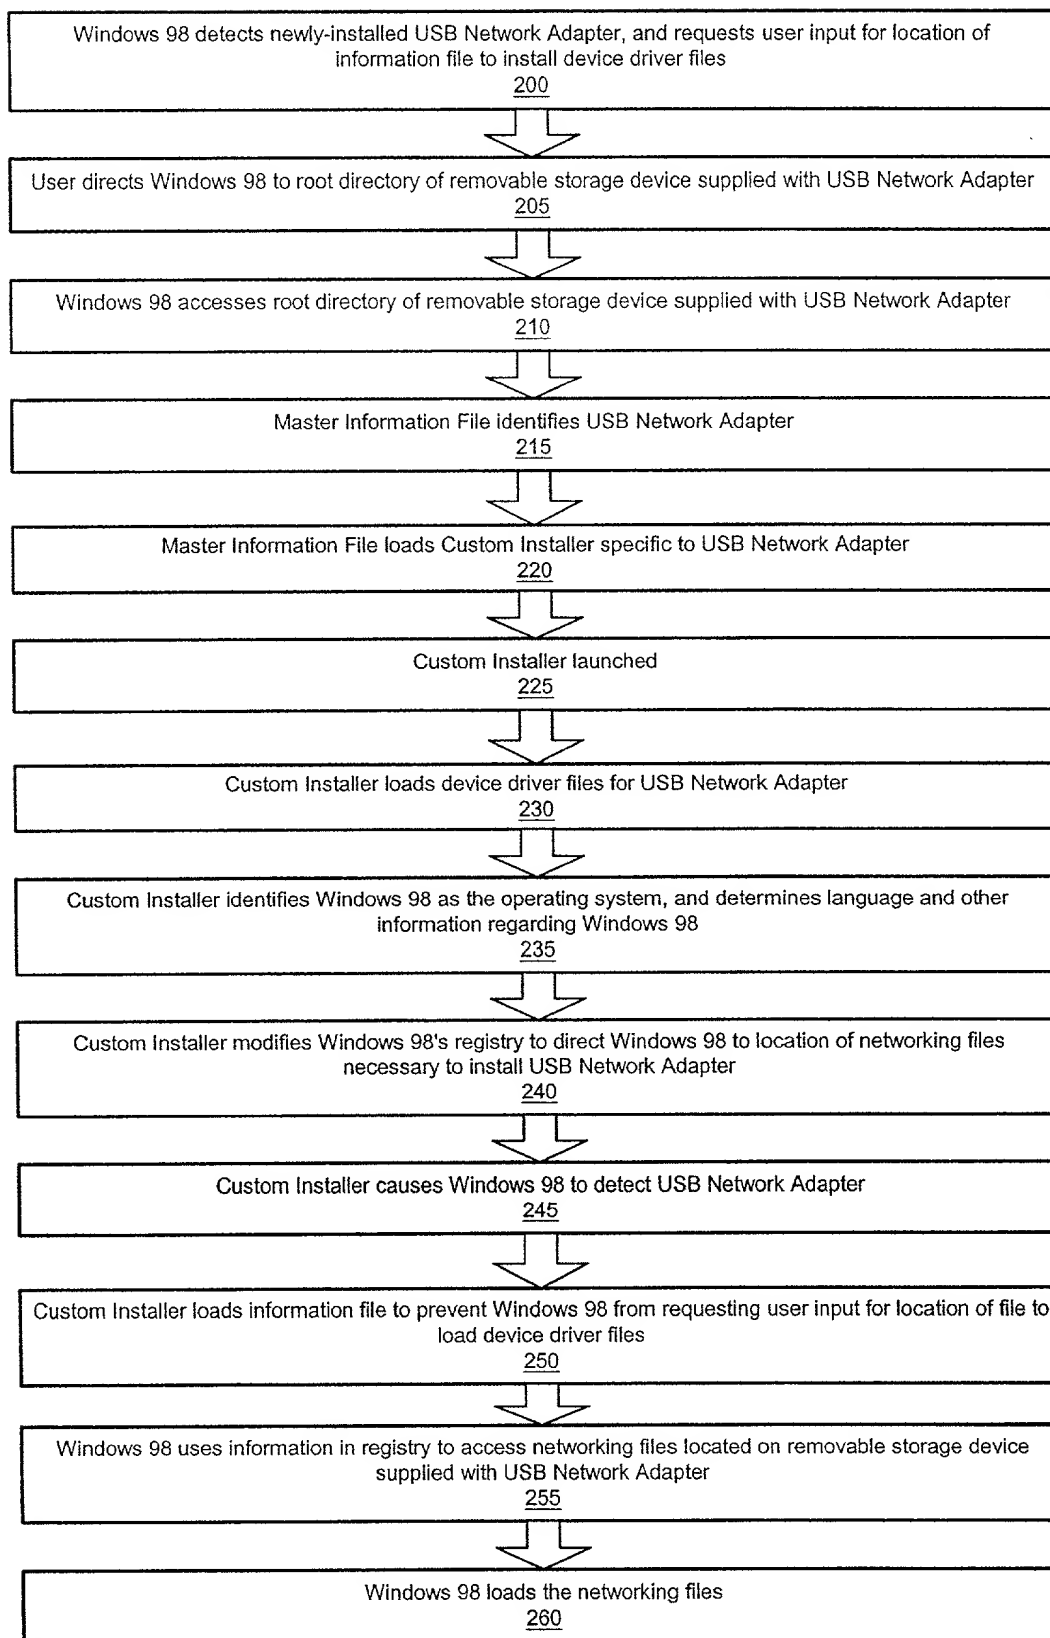 Windows 98 detects newly-installed USB Network Adapter, and requests user input for location of
information file to install device driver files
200
User directs Windows 98 to root directory of removable storage device supplied with USB Network Adapter
205
Windows 98 accesses root directory of removable storage device supplied with USB Network Adapter
210
Master Information File identifies USB Network Adapter
215
Master Information File loads Custom Installer specific to USB Network Adapter
220
Custom Installer launched
225
Custom Installer loads device driver files for USB Network Adapter
230
Custom Installer identifies Windows 98 as the operating system, and determines language and other
information regarding Windows 98
235
Custom Installer modifies Windows 98's registry to direct Windows 98 to location of networking files
necessary to install USB Network Adapter
240
Custom Installer causes Windows 98 to detect USB Network Adapter
245
Custom Installer loads information file to prevent Windows 98 from requesting user input for location of file to
load device driver files
250
Windows 98 uses information in registry to access networking files located on removable storage device
supplied with USB Network Adapter
255
Windows 98 loads the networking files
260